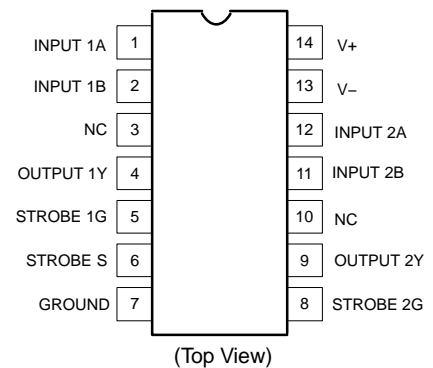 INPUT 1A 1 14 V+
INPUT 1B 2 13 V−
NC 3 12 INPUT 2A
OUTPUT 1Y 4 11 INPUT 2B
STROBE 1G 5 10 NC
STROBE S 6 9 OUTPUT 2Y
GROUND 7 8 STROBE 2G
(Top View)